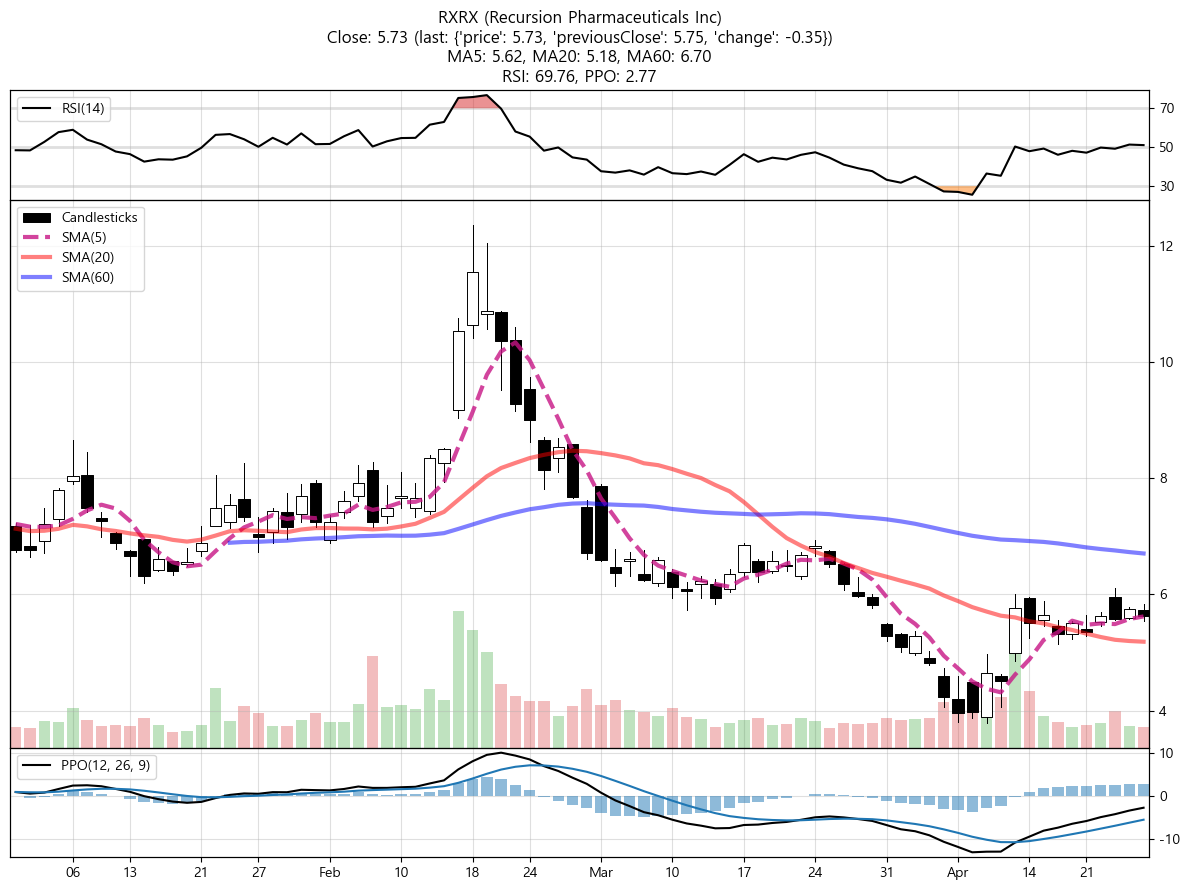 RXRX (Recursion Pharmaceuticals Inc)
Close: 5.73 (last: {'price': 5.73, 'previousClose': 5.75, 'change': -0.35})
MA5: 5.62, MA20: 5.18, MA60: 6.70
RSI: 69.76, PPO: 2.77
RSI(14)
70
50
30
Candlesticks
SMA(5)
SMA(20)
SMA(60)
12
10
8
6
4
PPO(12, 26, 9)
10
0
-10
06 13 21 27 Feb 10 18 24 Mar 10 17 24 31 Apr 14 21